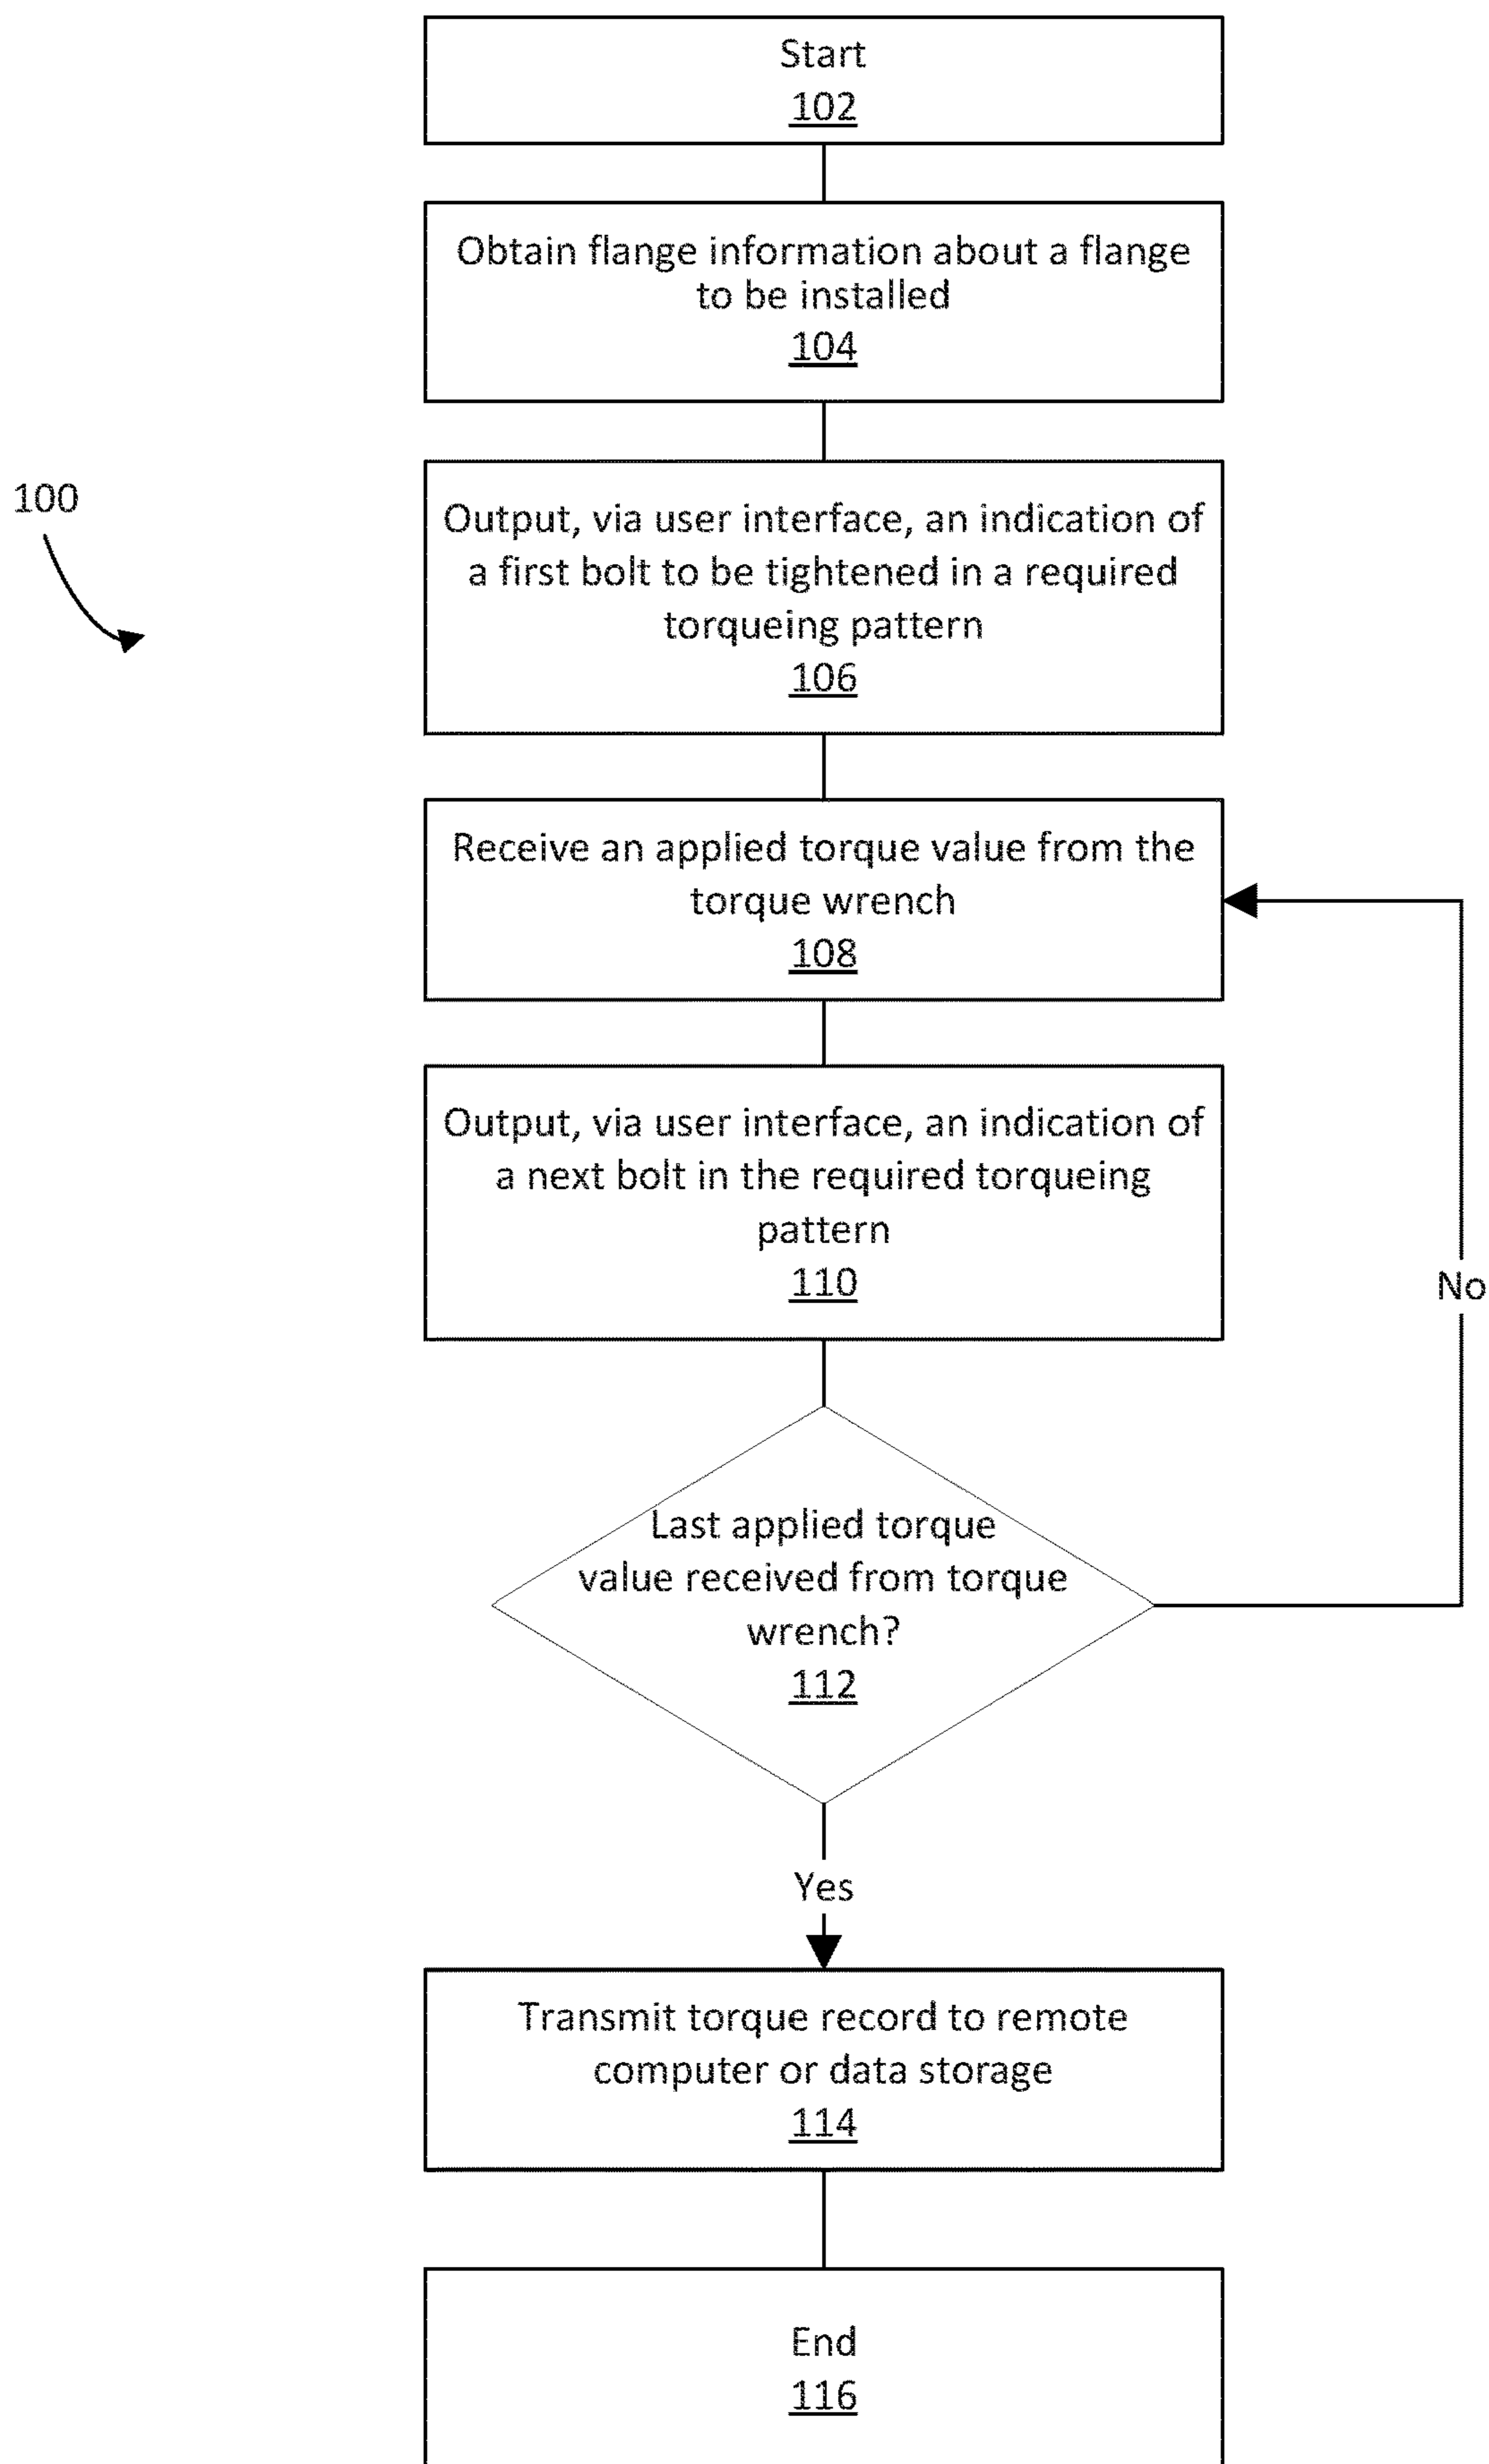 Start
102
Obtain flange information about a flange
to be installed
104
100
Output, via user interface, an indication of
a first bolt to be tightened in a required
torqueing pattern
106
Receive an applied torque value from the
torque wrench
108
Output, via user interface, an indication of
a next bolt in the required torqueing
pattern
110
No
Last applied torque
value received from torque
wrench?
112
Yes
Transmit torque record to remote
computer or data storage
114
End
116